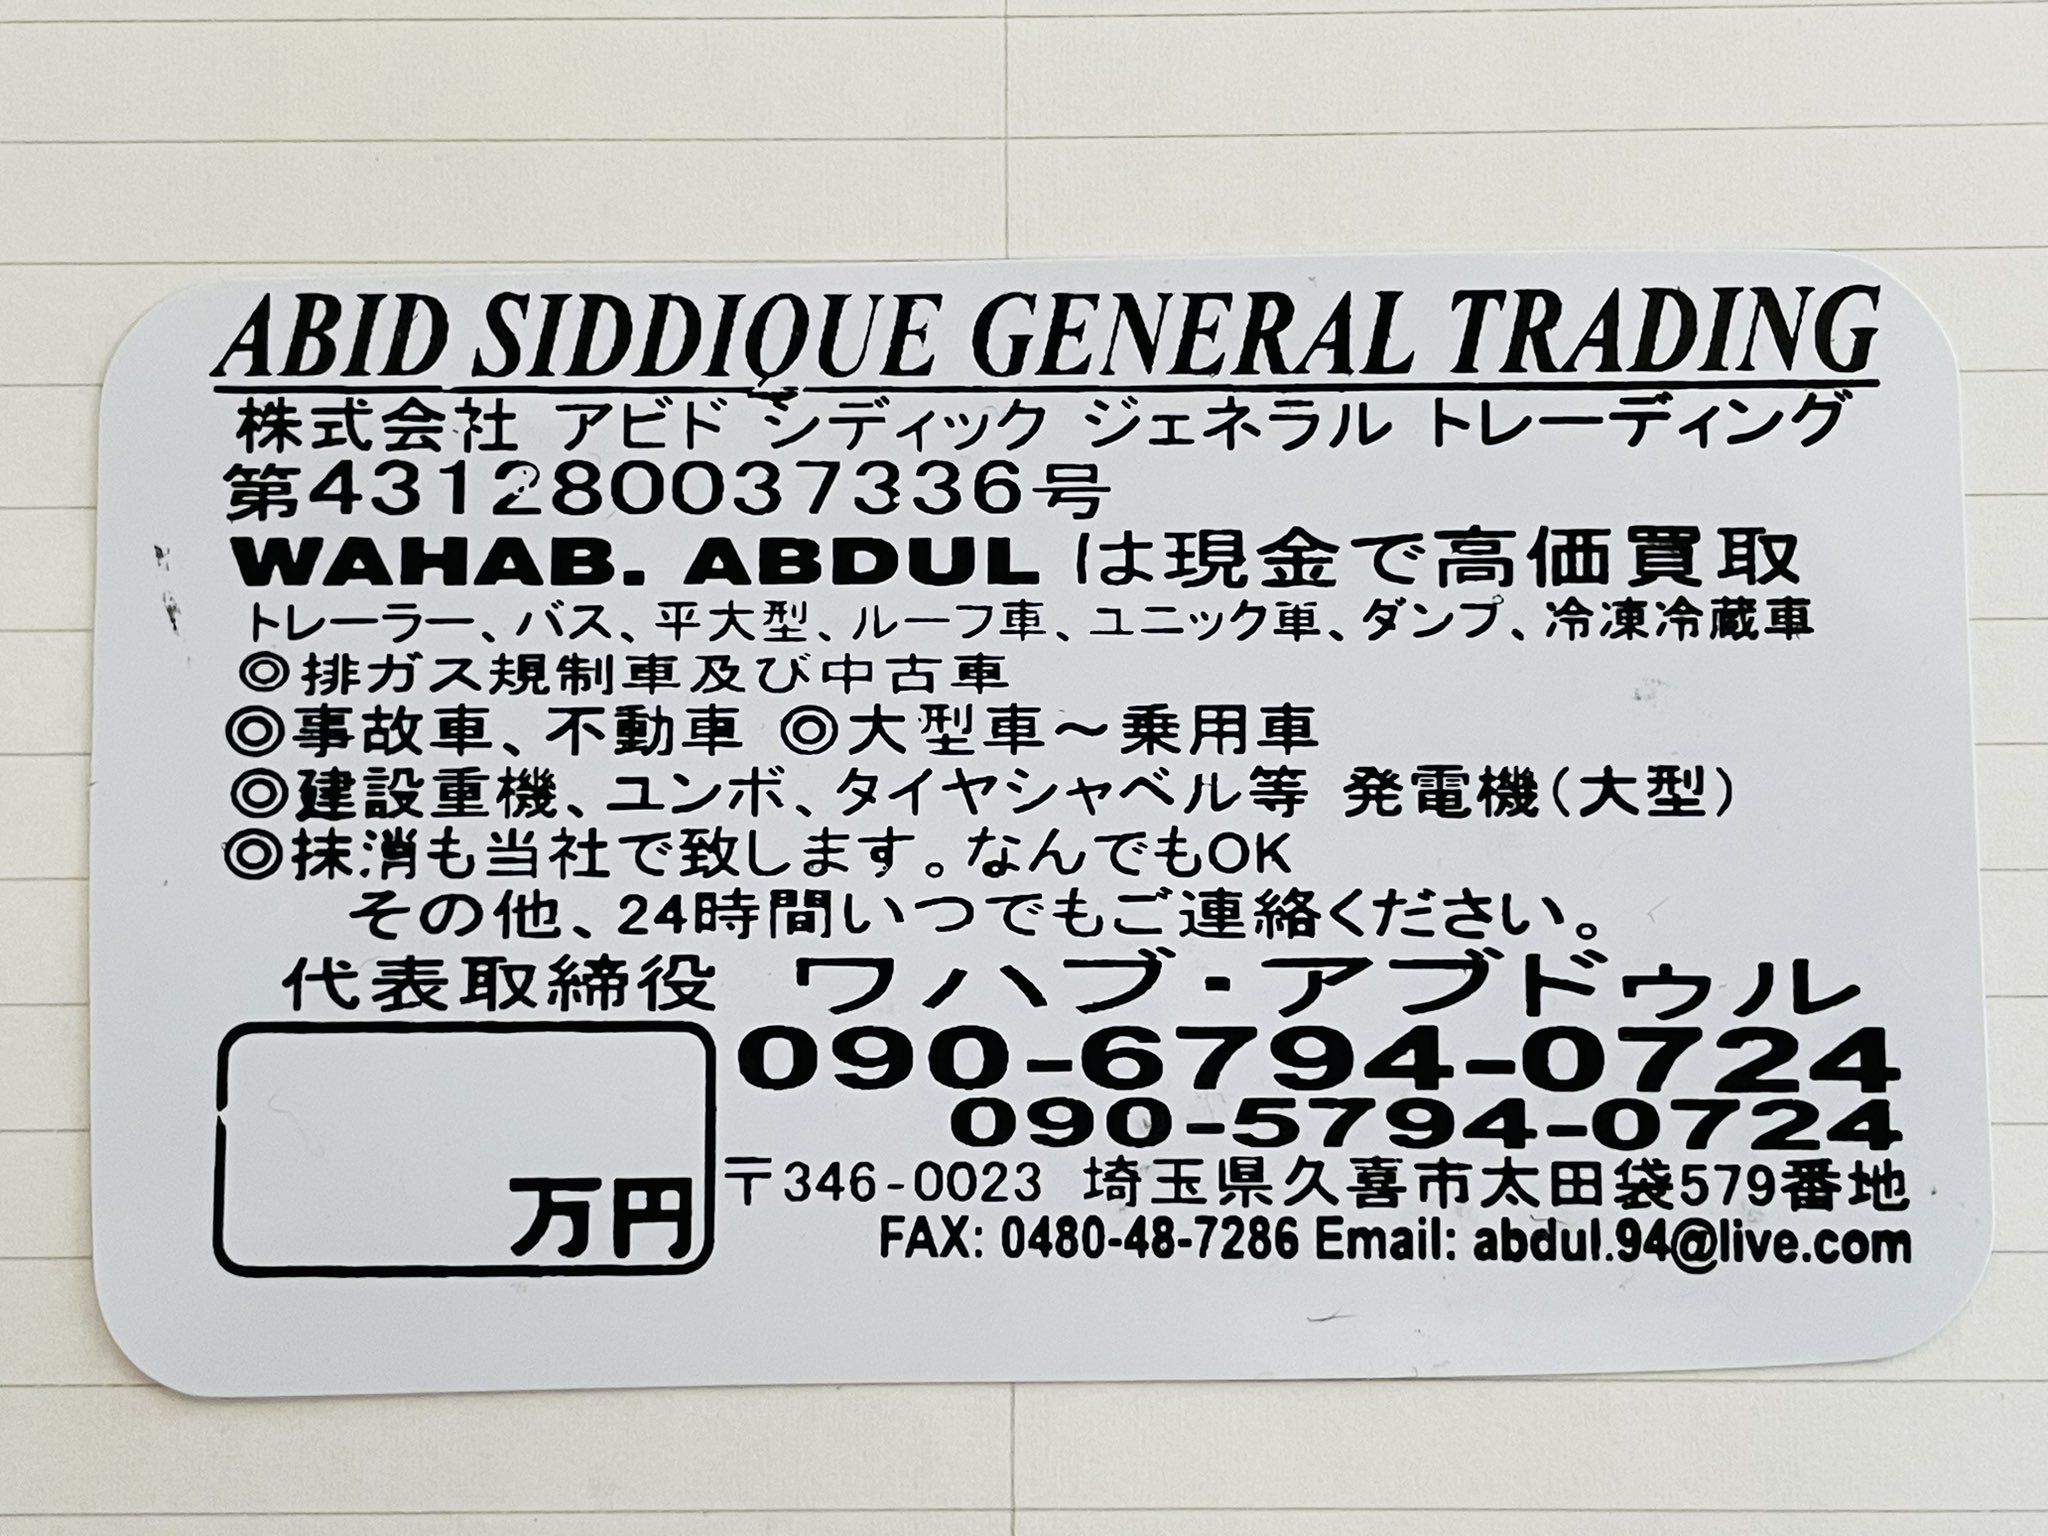 ABID SIDDIQUE GENERAL TRADING
株式会社 アビド シディック ジェネラル トレーディング
第431280037336号
WAHAB. ABDUL は現金で高価買取
トレーラー、バス、平大型、ルーフ車、ユニック車、ダンプ、冷凍冷蔵車
◎排ガス規制車及び中古車
◎事故車、不動車 ◎大型車～乗用車
◎建設重機、ユンボ、タイヤシャベル等 発電機(大型)
◎抹消も当社で致します。なんでもOK
その他、24時間いつでもご連絡ください。
代表取締役 ワハブ・アブドゥル
090-6794-0724
090-5794-0724
万円
〒346-0023 埼玉県久喜市太田袋579番地
FAX: 0480-48-7286 Email: abdul.94@live.com